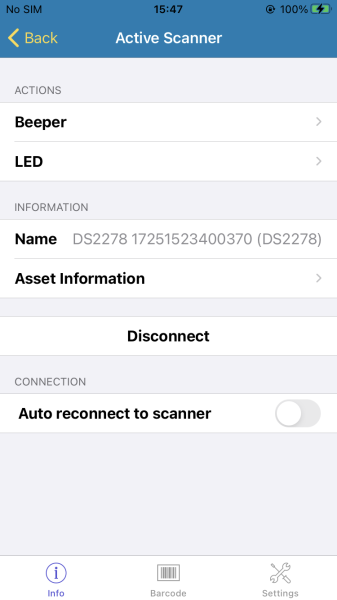 No SIM 15:47 100%
Back Active Scanner
ACTIONS
Beeper
LED
INFORMATION
Name DS2278 17251523400370 (DS2278)
Asset Information
Disconnect
CONNECTION
Auto reconnect to scanner
Info Barcode Settings